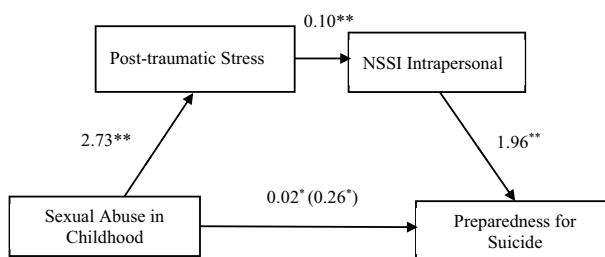 0.10**
Post-traumatic Stress
NSSI Intrapersonal
2.73**
1.96**
0.02* (0.26*)
Sexual Abuse in
Childhood
Preparedness for
Suicide